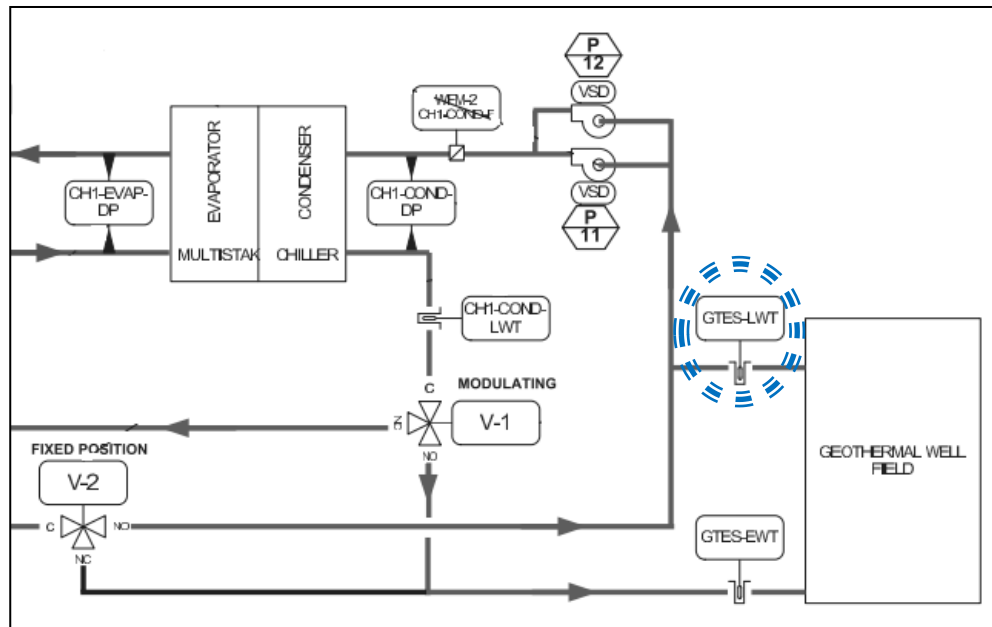 P
12
VSD
WFM-2
CH1-COND-F
EVAPORATOR
CONDENSER
CH1-EVAP-
DP
CH1-COND-
DP
VSD
MULTISTAK
CHILLER
P
11
CH1-COND-
LWT
GTES-LWT
C
MODULATING
NC
V-1
GEOTHERMAL WELL
FIELD
FIXED POSITION
NO
V-2
C
NO
GTES-EWT
NC